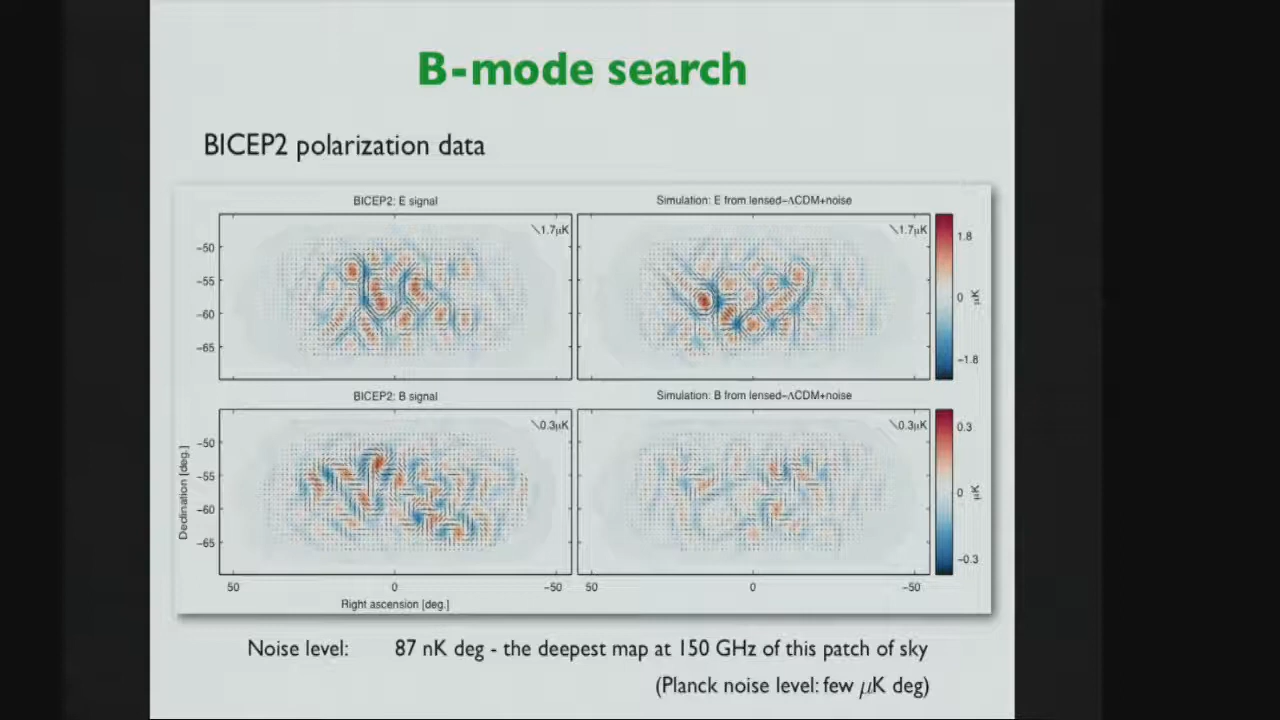 B-mode search
BICEP2 polarization data
BICEP2: E signal
Simulation: E from lensed−ΛCDM+noise
1.7μK
1.7μK
−50
−55
−60
−65
1.8
0
−1.8
μK
BICEP2: B signal
Simulation: B from lensed−ΛCDM+noise
0.3μK
0.3μK
−50
−55
−60
−65
0.3
0
−0.3
μK
Declination [deg.]
50
0
−50
50
0
−50
Right ascension [deg.]
Noise level: 87 nK deg - the deepest map at 150 GHz of this patch of sky
(Planck noise level: few μK deg)